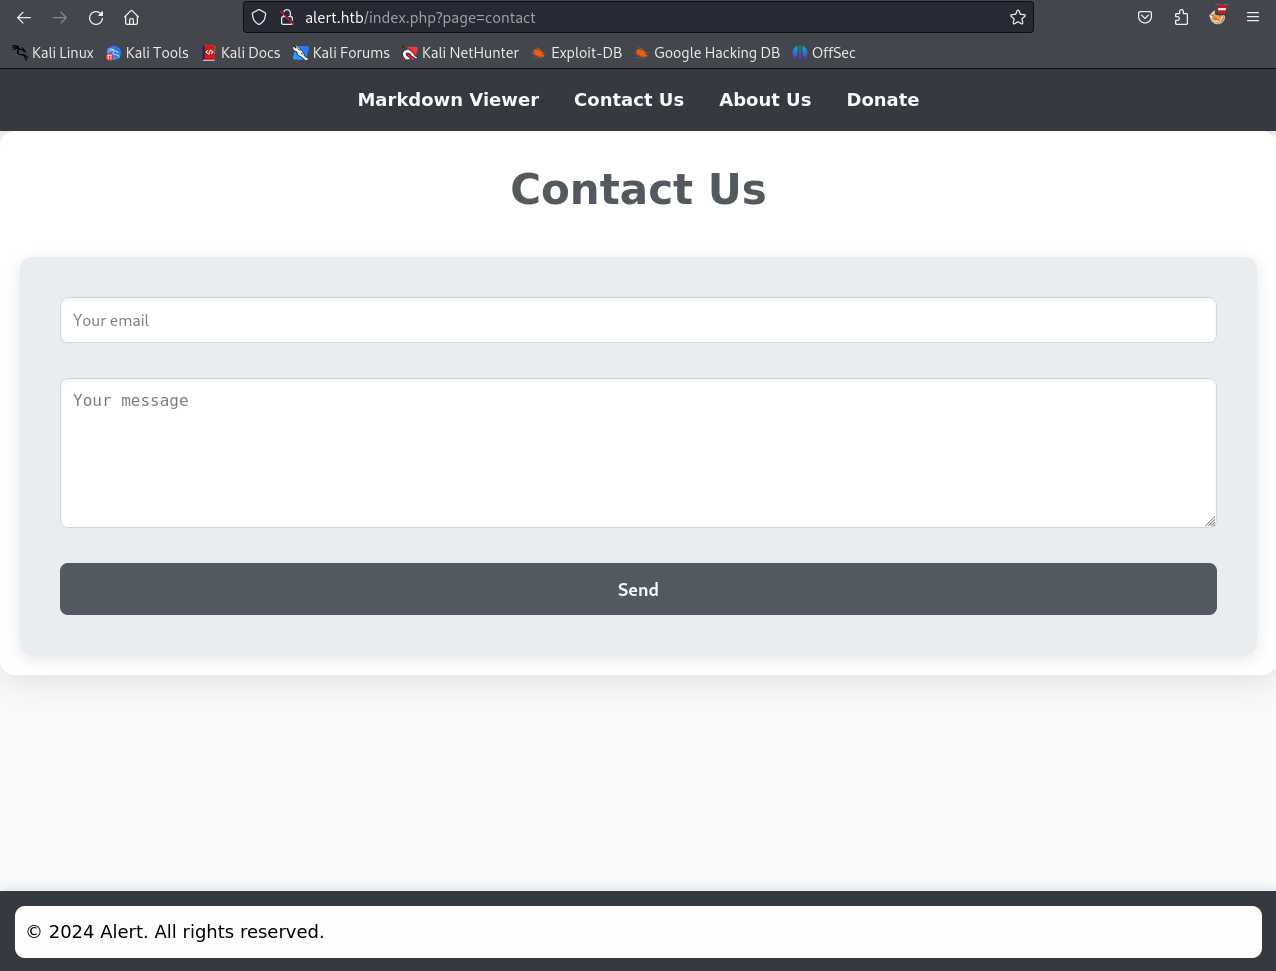 alert.htb/index.php?page=contact
Kali Linux Kali Tools Kali Docs Kali Forums Kali NetHunter Exploit-DB Google Hacking DB OffSec
Markdown Viewer Contact Us About Us Donate
Contact Us
Your email
Your message
Send
© 2024 Alert. All rights reserved.